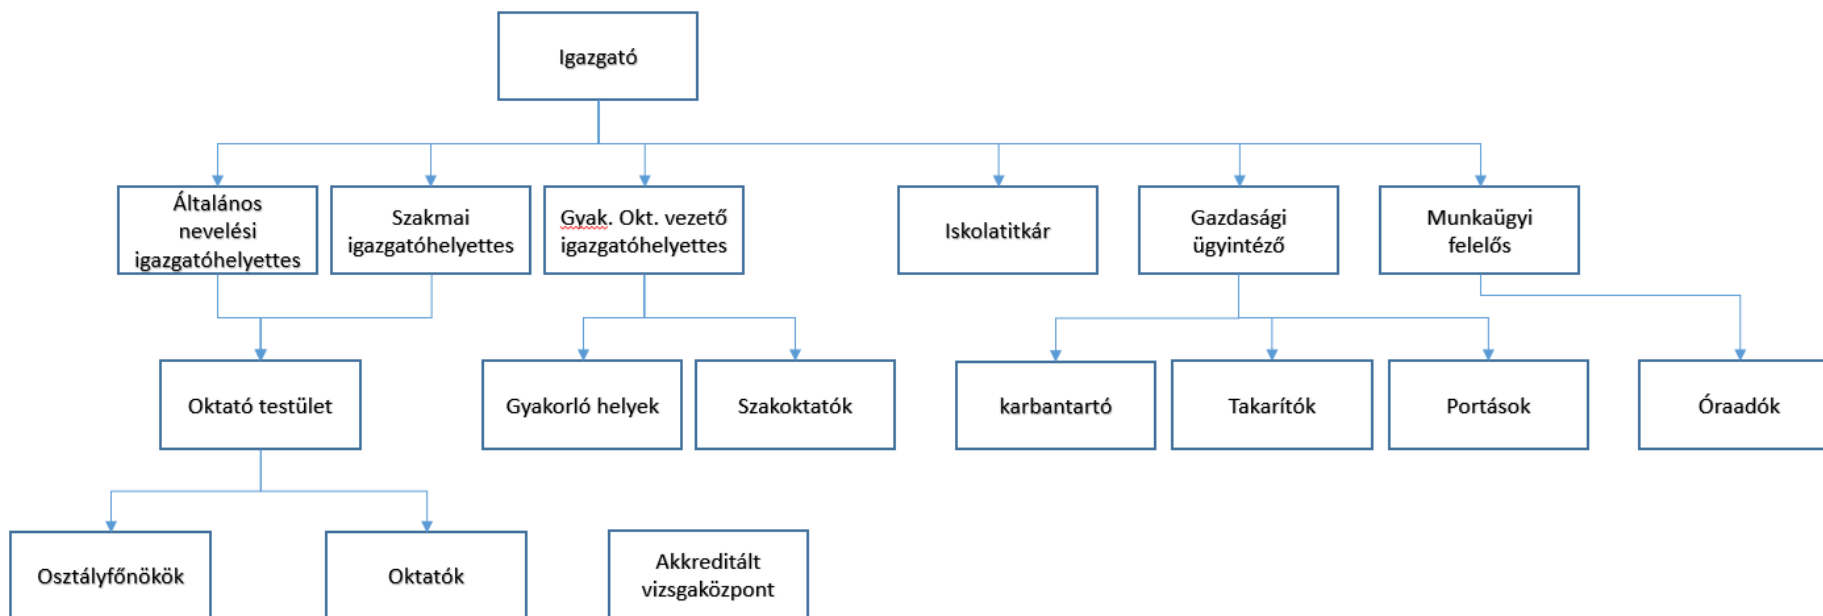 Igazgató
Általános
nevelési
igazgatóhelyettes
Szakmai
igazgatóhelyettes
Gyak. Okt. vezető
igazgatóhelyettes
Iskolatitkár
Gazdasági
ügyintéző
Munkaügyi
felelős
Oktató testület
Gyakorló helyek
Szakoktatók
karbantartó
Takarítók
Portások
Óraadók
Osztályfőnökök
Oktatók
Akkreditált
vizsgaközpont